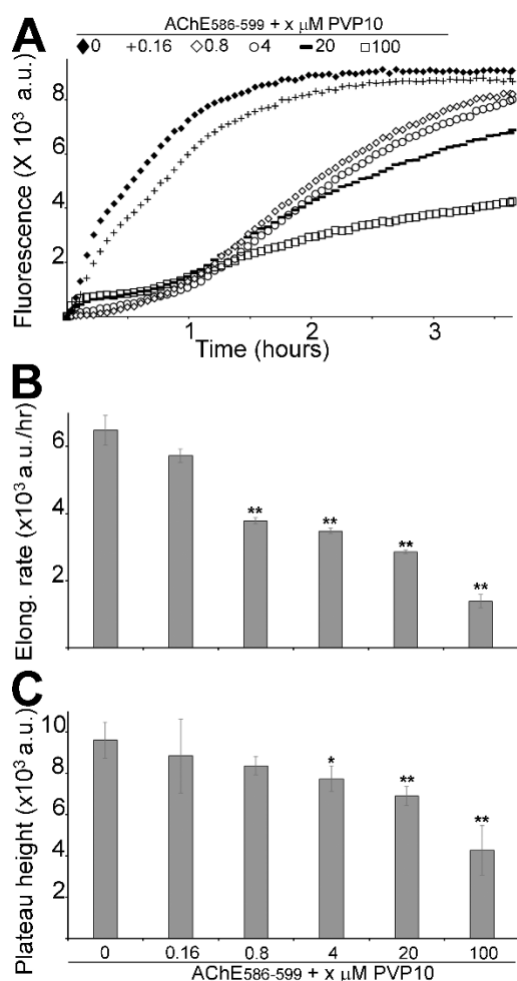 A
AChE586-599 + x µM PVP10
0 0.16 0.8 4 20 100
Fluorescence (X 10³ a.u.)
8
6
4
2
1 2 3
Time (hours)
B
Elong. rate (x10³ a.u./hr)
6
4
2
** ** ** **
C
Plateau height (x10³ a.u.)
10
8
6
4
2
* ** **
0 0.16 0.8 4 20 100
AChE586-599 + x µM PVP10